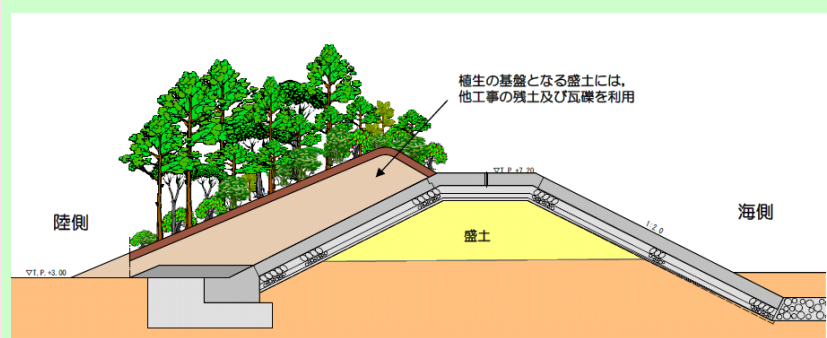 植生の基盤となる盛土には，
他工事の残土及び瓦礫を利用
▽T.P.+7.20
陸側
海側
1:2.0
盛土
▽T.P.+3.00